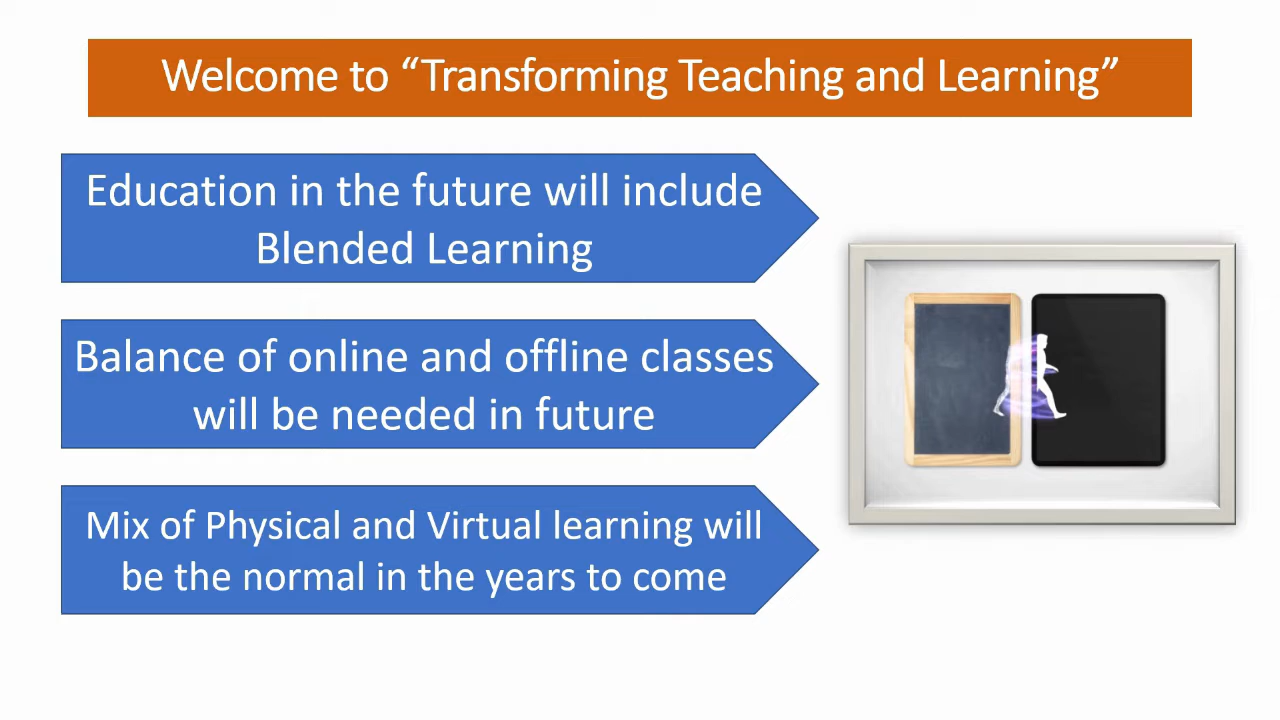 Welcome to “Transforming Teaching and Learning”
Education in the future will include
Blended Learning
Balance of online and offline classes
will be needed in future
Mix of Physical and Virtual learning will
be the normal in the years to come